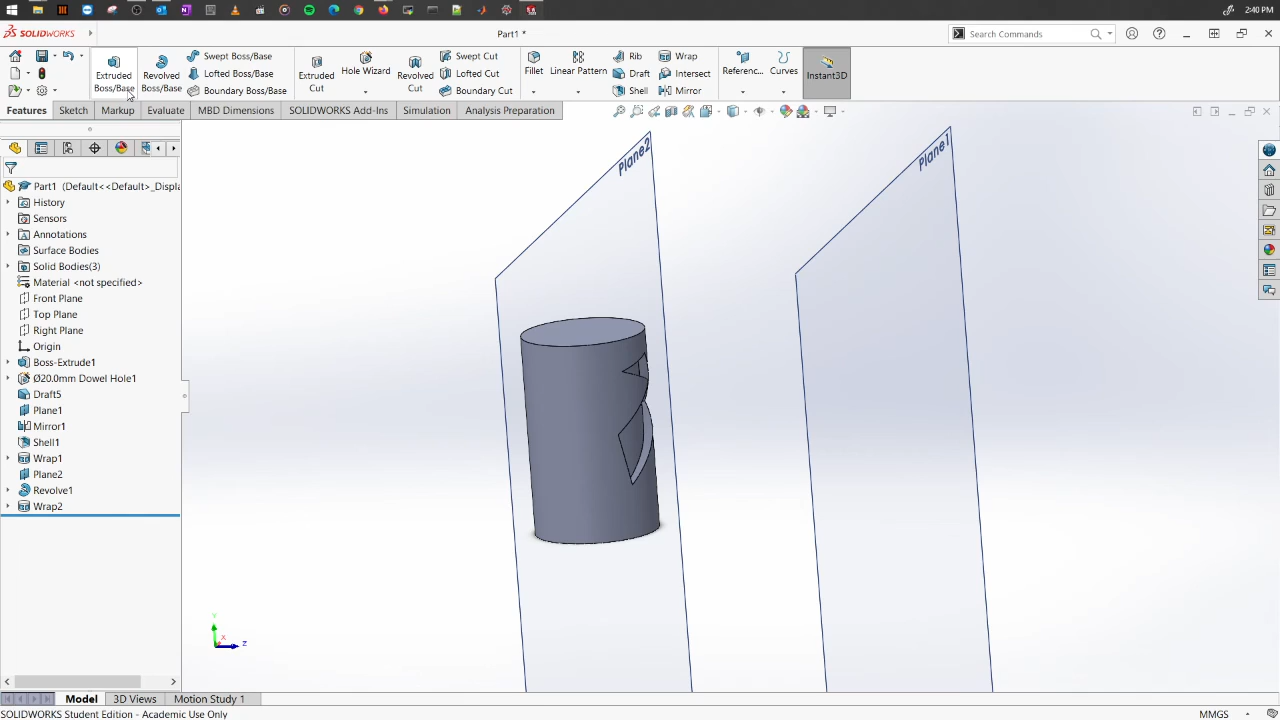 2:40 PM
SOLIDWORKS
Part1 *
Search Commands
Extruded Boss/Base
Revolved Boss/Base
Swept Boss/Base
Lofted Boss/Base
Boundary Boss/Base
Extruded Cut
Hole Wizard
Revolved Cut
Swept Cut
Lofted Cut
Boundary Cut
Fillet
Linear Pattern
Rib
Draft
Shell
Wrap
Intersect
Mirror
Referenc...
Curves
Instant3D
Features
Sketch
Markup
Evaluate
MBD Dimensions
SOLIDWORKS Add-Ins
Simulation
Analysis Preparation
Part1 (Default<<Default>_Displa
History
Sensors
Annotations
Surface Bodies
Solid Bodies(3)
Material <not specified>
Front Plane
Top Plane
Right Plane
Origin
Boss-Extrude1
Ø20.0mm Dowel Hole1
Draft5
Plane1
Mirror1
Shell1
Wrap1
Plane2
Revolve1
Wrap2
Plane2
Plane1
Y
X
Z
Model
3D Views
Motion Study 1
SOLIDWORKS Student Edition - Academic Use Only
MMGS